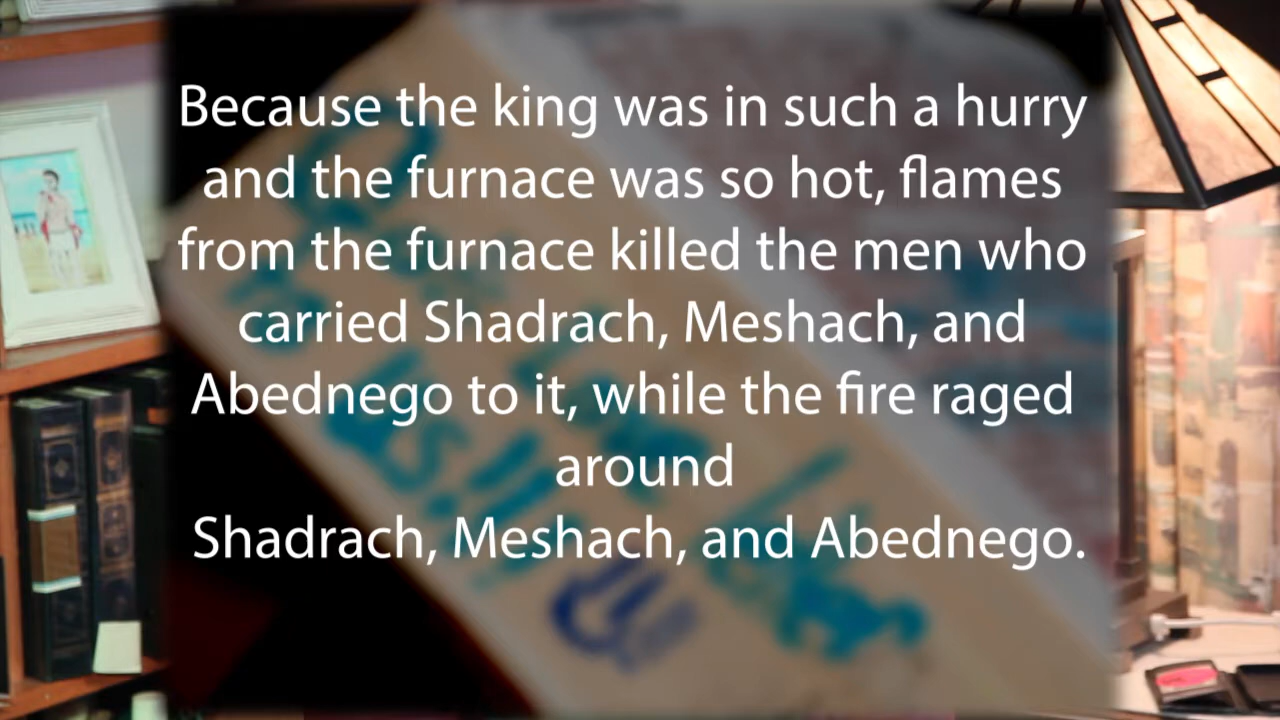 Because the king was in such a hurry
and the furnace was so hot, flames
from the furnace killed the men who
carried Shadrach, Meshach, and
Abednego to it, while the fire raged
around
Shadrach, Meshach, and Abednego.